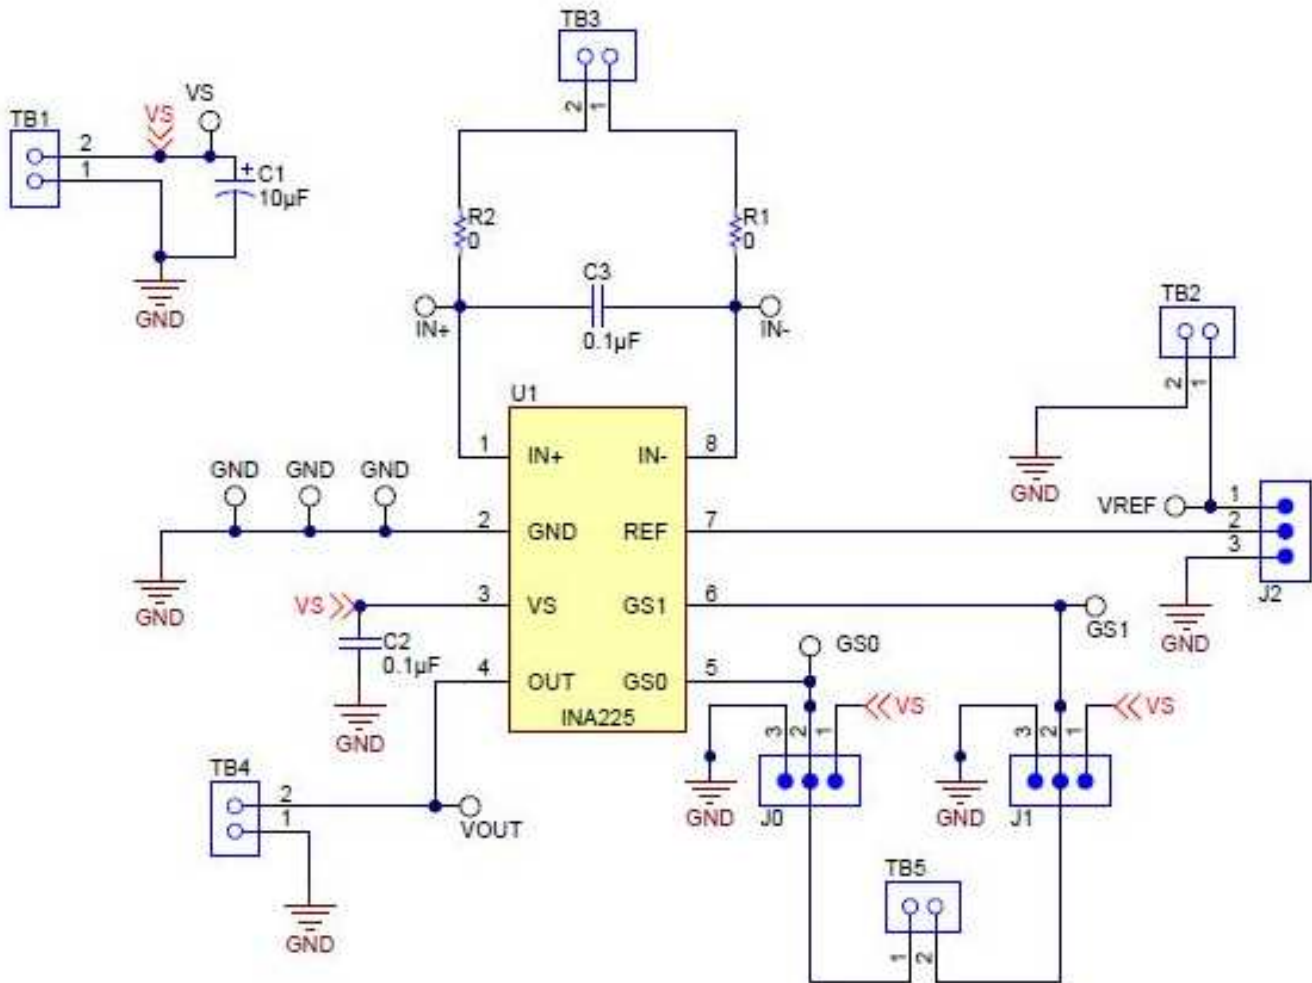 TB3
2
1
TB1
2
1
VS
VS
C1
10µF
GND
R2
0
R1
0
C3
0.1µF
IN+
IN-
TB2
2
1
GND
U1
1
IN+
IN-
8
GND
GND
GND
2
GND
REF
7
GND
VREF
1
2
3
J2
GND
VS
3
VS
GS1
6
GS1
C2
0.1µF
GND
4
OUT
GS0
5
GS0
INA225
3
2
1
VS
GND
J0
3
2
1
VS
GND
J1
TB4
2
1
VOUT
GND
TB5
1
2